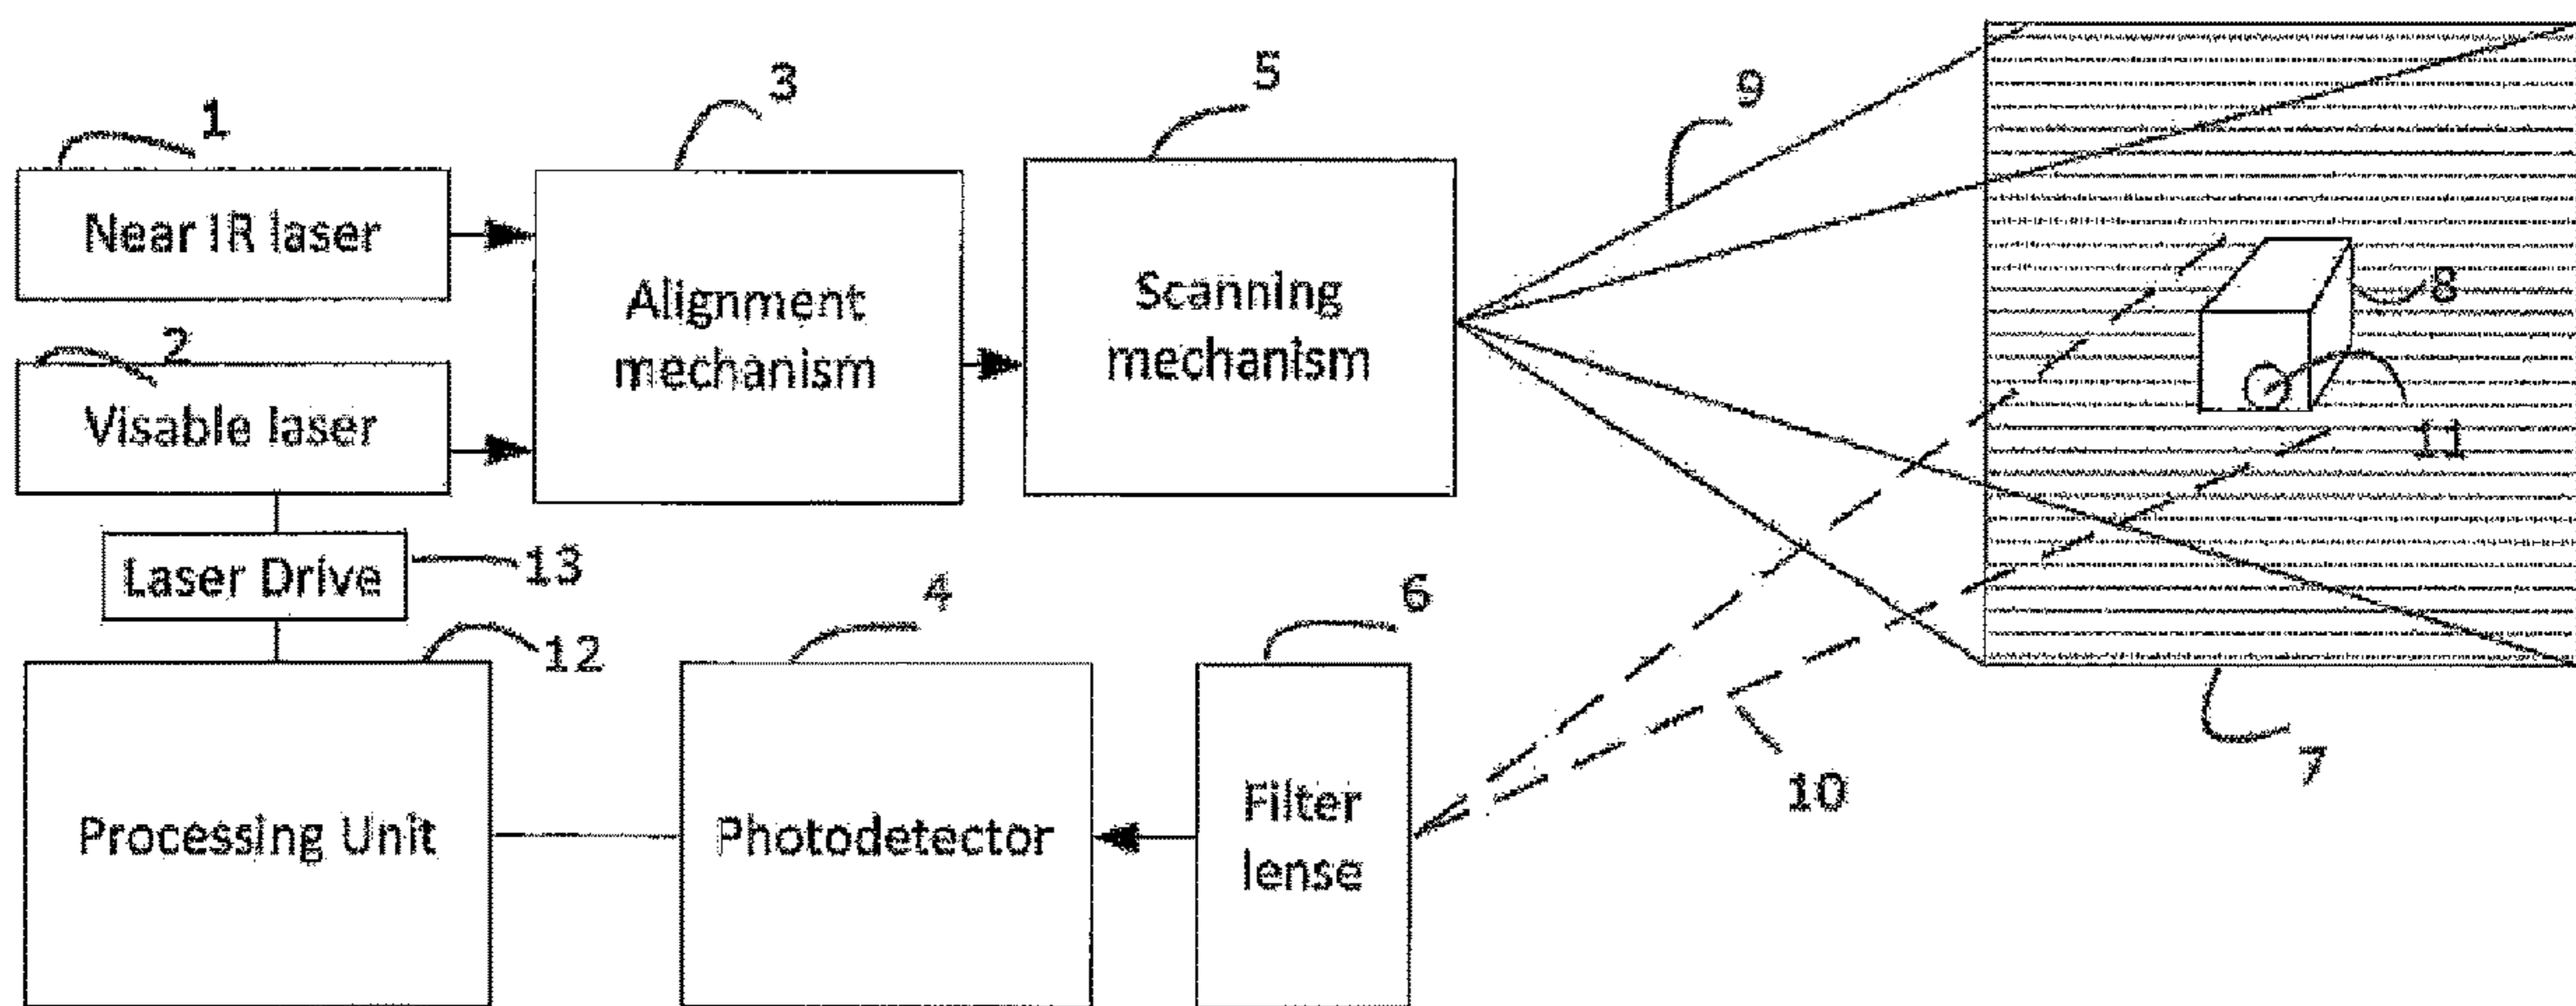 1
3
5
9
Near IR laser
Alignment
mechanism
Scanning
mechanism
8
2
Visable laser
11
Laser Drive
13
4
6
12
7
10
Processing Unit
Photodetector
Filter
lense